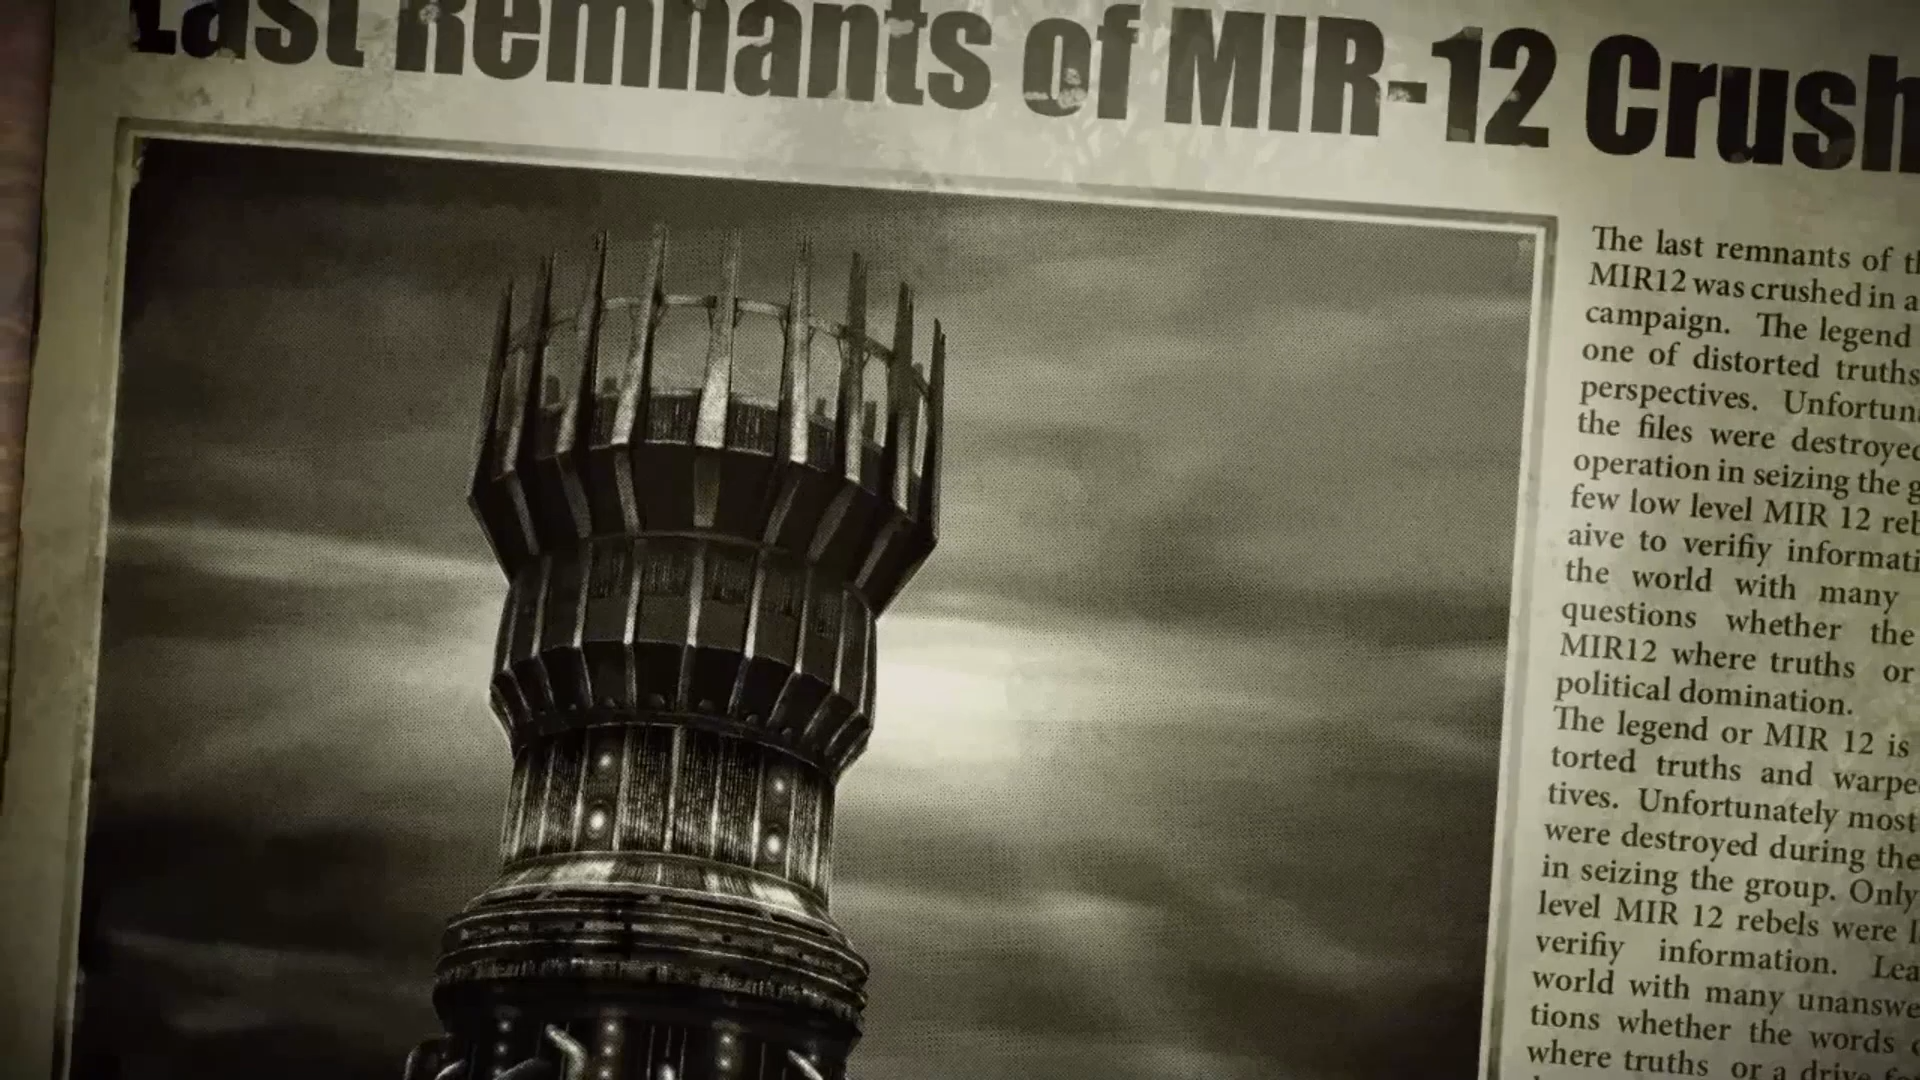 Last Remnants of MIR-12 Crush
The last remnants of th
MIR12 was crushed in a
campaign. The legend
one of distorted truths
perspectives. Unfortun
the files were destroyed
operation in seizing the g
few low level MIR 12 reb
aive to verifiy informati
the world with many
questions whether the
MIR12 where truths or
political domination.
The legend or MIR 12 is
torted truths and warpe
tives. Unfortunately most
were destroyed during the
in seizing the group. Only
level MIR 12 rebels were l
verifiy information. Lea
world with many unanswe
tions whether the words
where truths or a drive